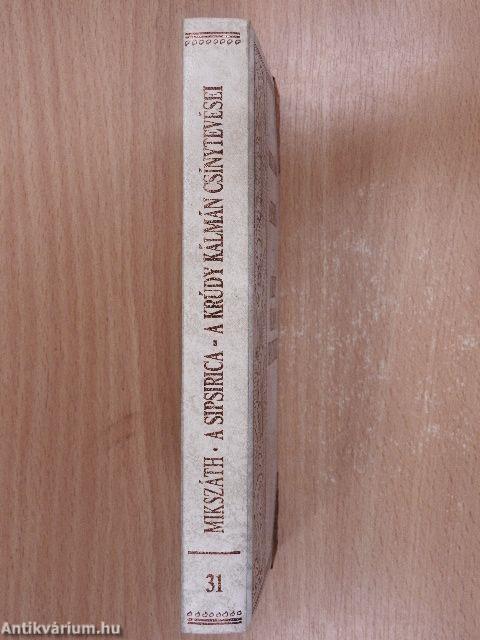 MIKSZÁTH · A SIPSIRICA - A KRÚDY KÁLMÁN CSÍNYTEVÉSEI
31
Antikvárium.hu